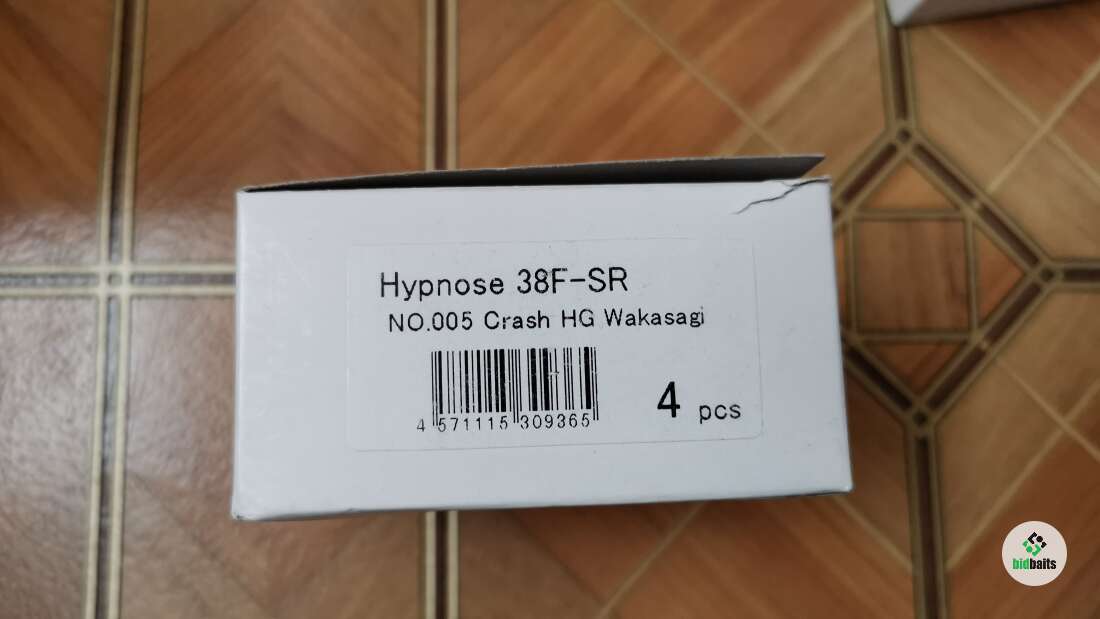 Hypnose 38F-SR
NO.005 Crash HG Wakasagi
4 571115 309365
4 pcs
bidbaits